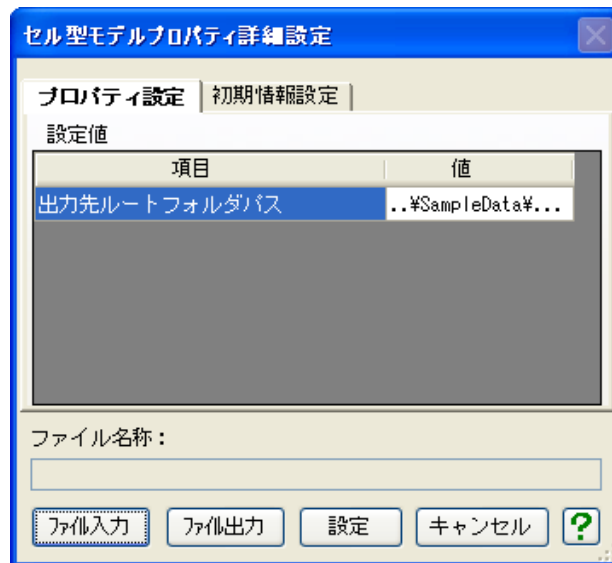 セル型モデルプロパティ詳細設定
プロパティ設定 初期情報設定
設定値
項目 値
出力先ルートフォルダパス ..¥SampleData¥...
ファイル名称：
ﾌｧｲﾙ入力 ﾌｧｲﾙ出力 設定 キャンセル ?